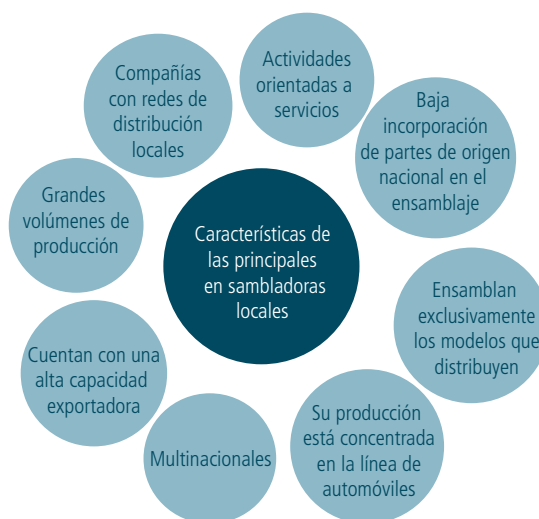 Actividades
orientadas a
servicios
Baja
incorporación
de partes de origen
nacional en el
ensamblaje
Ensamblan
exclusivamente
los modelos que
distribuyen
Su producción
está concentrada
en la línea de
automóviles
Multinacionales
Cuentan con una
alta capacidad
exportadora
Grandes
volúmenes de
producción
Compañías
con redes de
distribución
locales
Características de
las principales
en sambladoras
locales